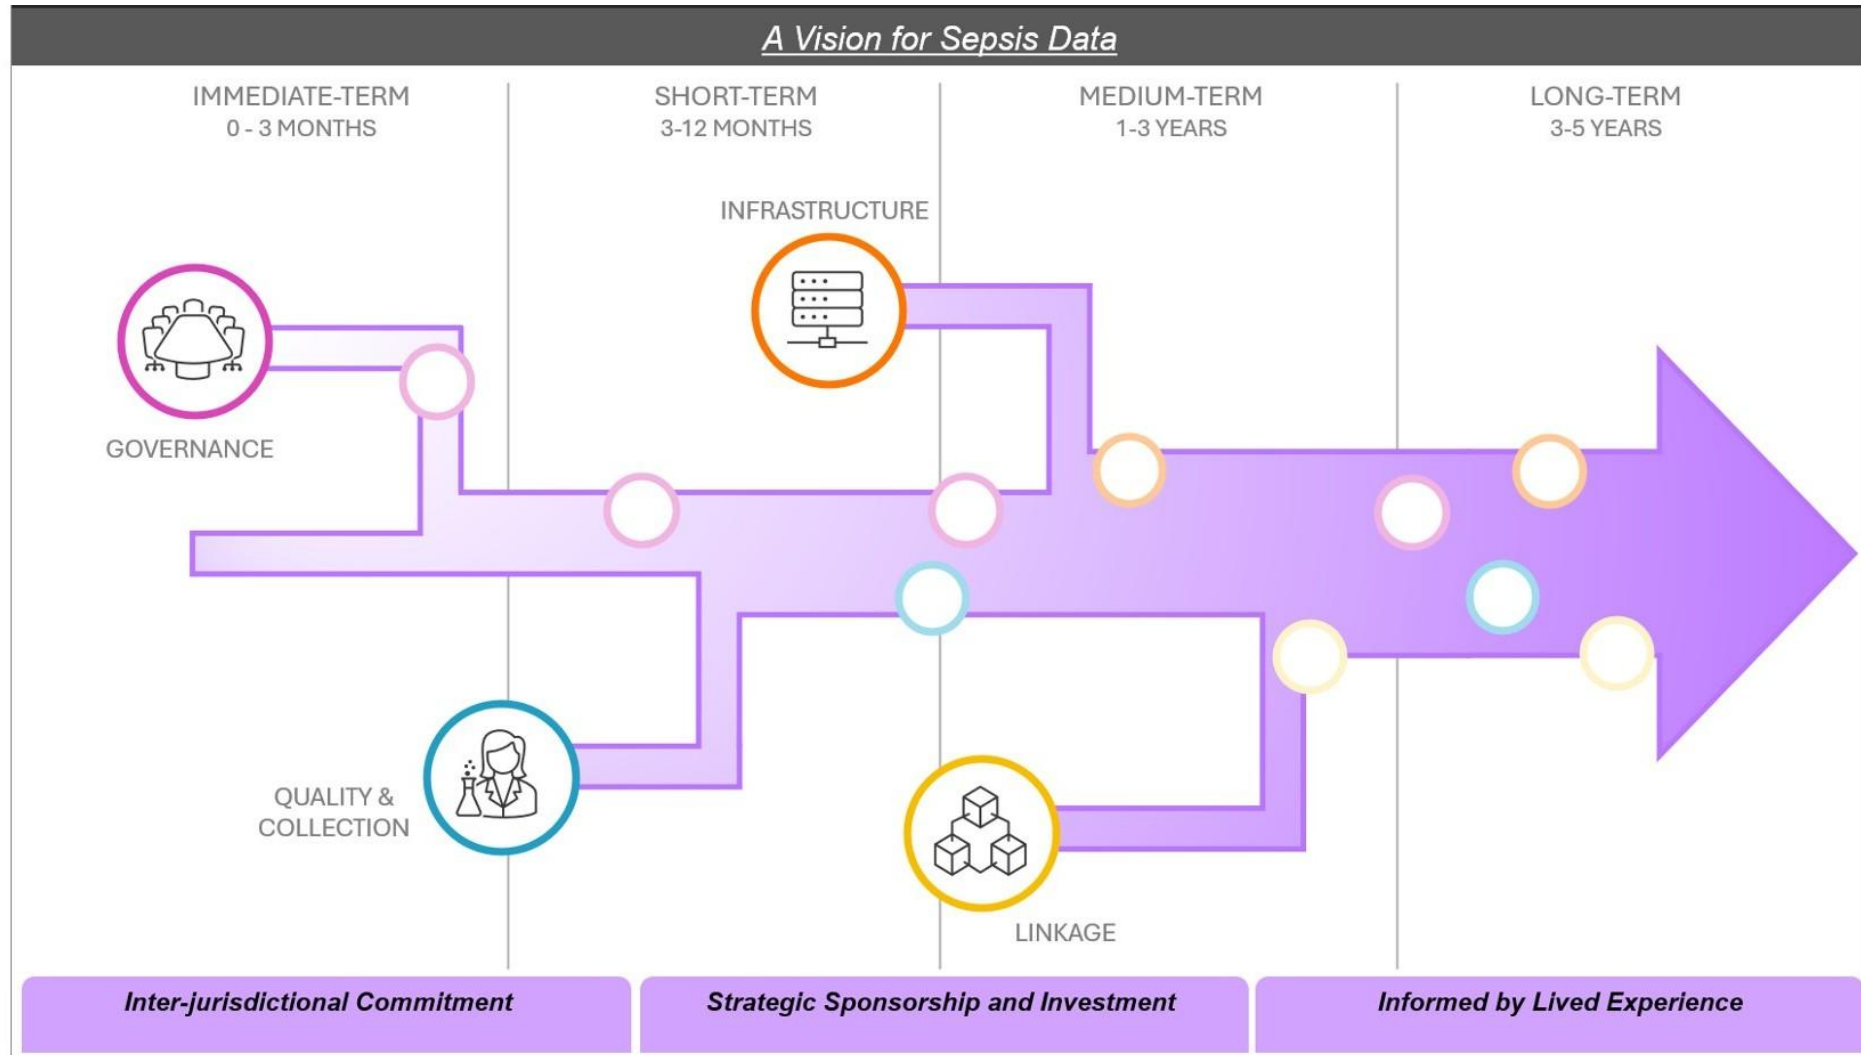 A Vision for Sepsis Data
IMMEDIATE-TERM
0 - 3 MONTHS
SHORT-TERM
3-12 MONTHS
MEDIUM-TERM
1-3 YEARS
LONG-TERM
3-5 YEARS
INFRASTRUCTURE
GOVERNANCE
QUALITY &
COLLECTION
LINKAGE
Inter-jurisdictional Commitment
Strategic Sponsorship and Investment
Informed by Lived Experience